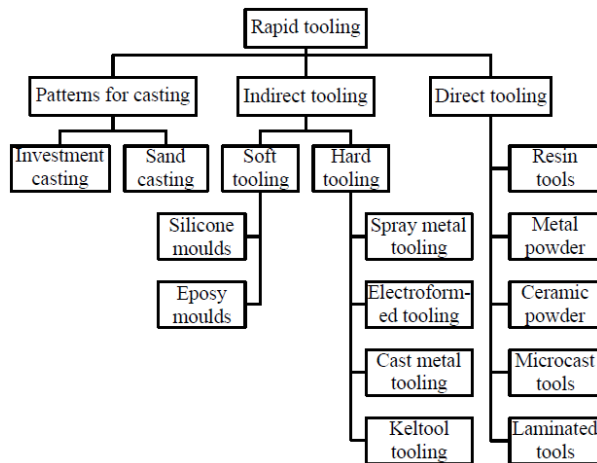 Rapid tooling
Patterns for casting
Indirect tooling
Direct tooling
Investment
casting
Sand
casting
Soft
tooling
Hard
tooling
Resin
tools
Silicone
moulds
Spray metal
tooling
Metal
powder
Eposy
moulds
Electroform-
ed tooling
Ceramic
powder
Cast metal
tooling
Microcast
tools
Keltool
tooling
Laminated
tools